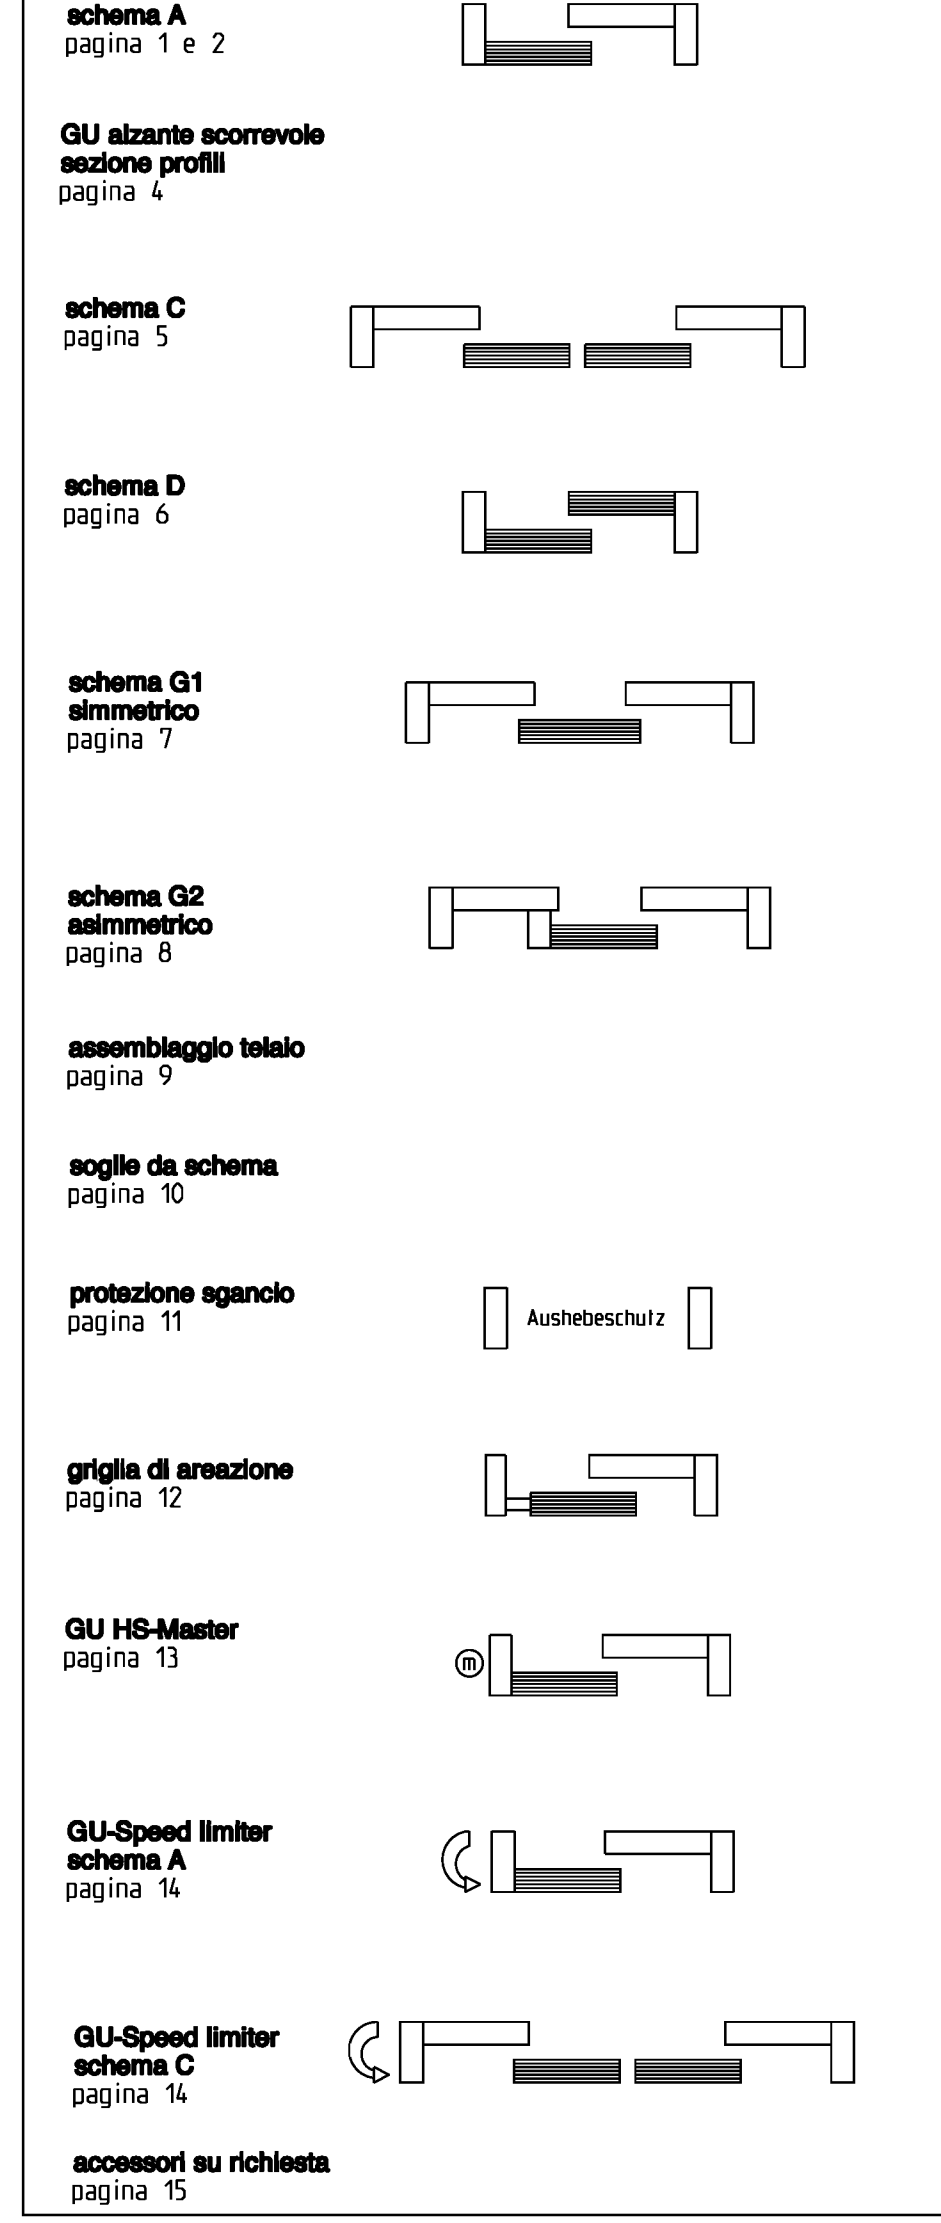 schema A
pagina 1 e 2
GU alzante scorrevole
sezione profili
pagina 4
schema C
pagina 5
schema D
pagina 6
schema G1
simmetrico
pagina 7
schema G2
asimmetrico
pagina 8
assemblaggio telaio
pagina 9
soglie da schema
pagina 10
protezione sgancio
pagina 11
Aushebeschutz
griglia di areazione
pagina 12
GU HS-Master
pagina 13
m
GU-Speed limiter
schema A
pagina 14
GU-Speed limiter
schema C
pagina 14
accessori su richiesta
pagina 15